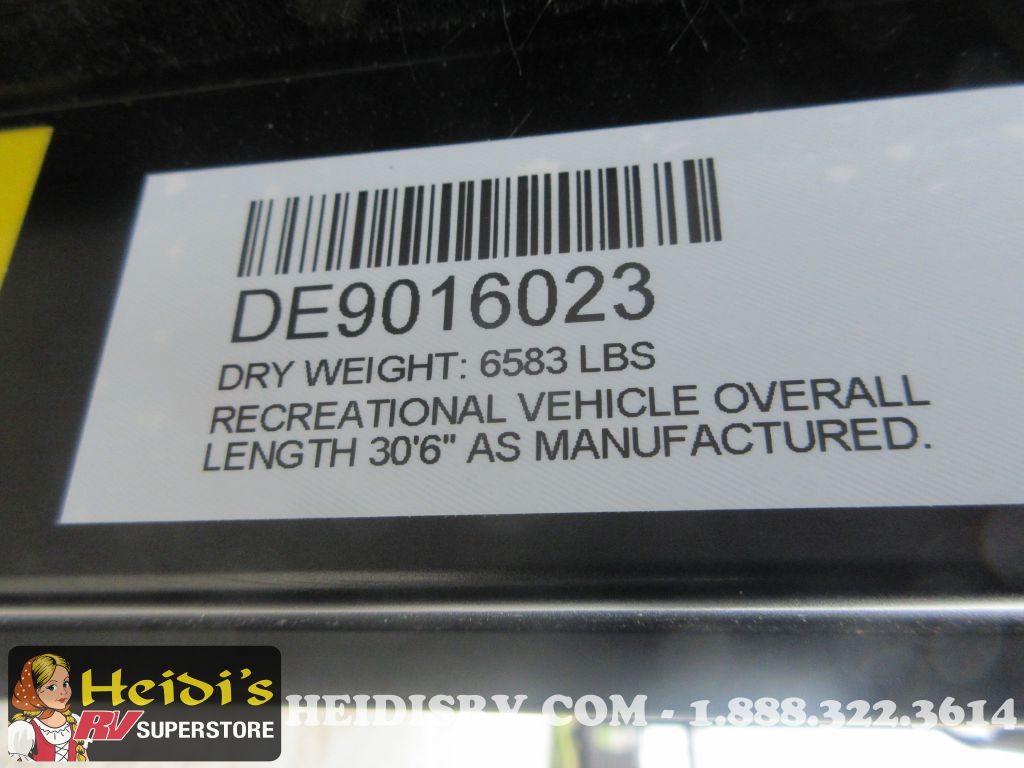 DE9016023
DRY WEIGHT: 6583 LBS
RECREATIONAL VEHICLE OVERALL
LENGTH 30'6" AS MANUFACTURED.
Heidi's
RV SUPERSTORE
HEIDISRV.COM - 1.888.322.3614